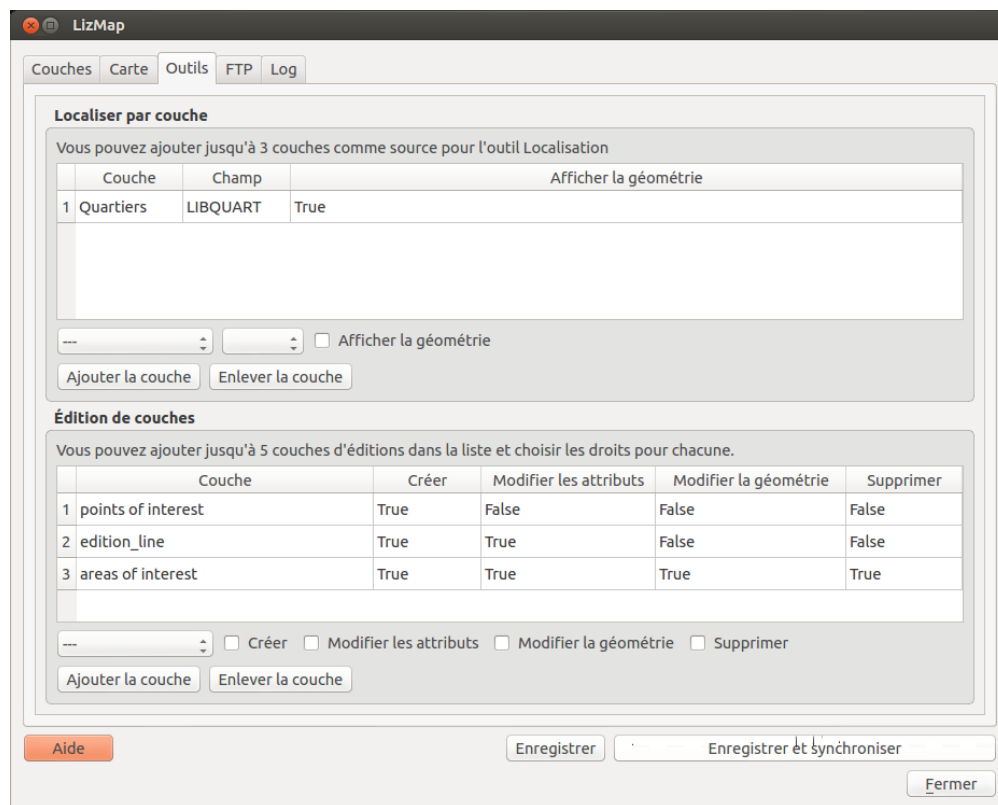 LizMap
Couches Carte Outils FTP Log
Localiser par couche
Vous pouvez ajouter jusqu'à 3 couches comme source pour l'outil Localisation
Couche Champ Afficher la géométrie
1 Quartiers LIBQUART True
--- Afficher la géométrie
Ajouter la couche Enlever la couche
Édition de couches
Vous pouvez ajouter jusqu'à 5 couches d'éditions dans la liste et choisir les droits pour chacune.
Couche Créer Modifier les attributs Modifier la géométrie Supprimer
1 points of interest True False False False
2 edition_line True True False False
3 areas of interest True True True True
--- Créer Modifier les attributs Modifier la géométrie Supprimer
Ajouter la couche Enlever la couche
Aide Enregistrer Enregistrer et synchroniser
Fermer